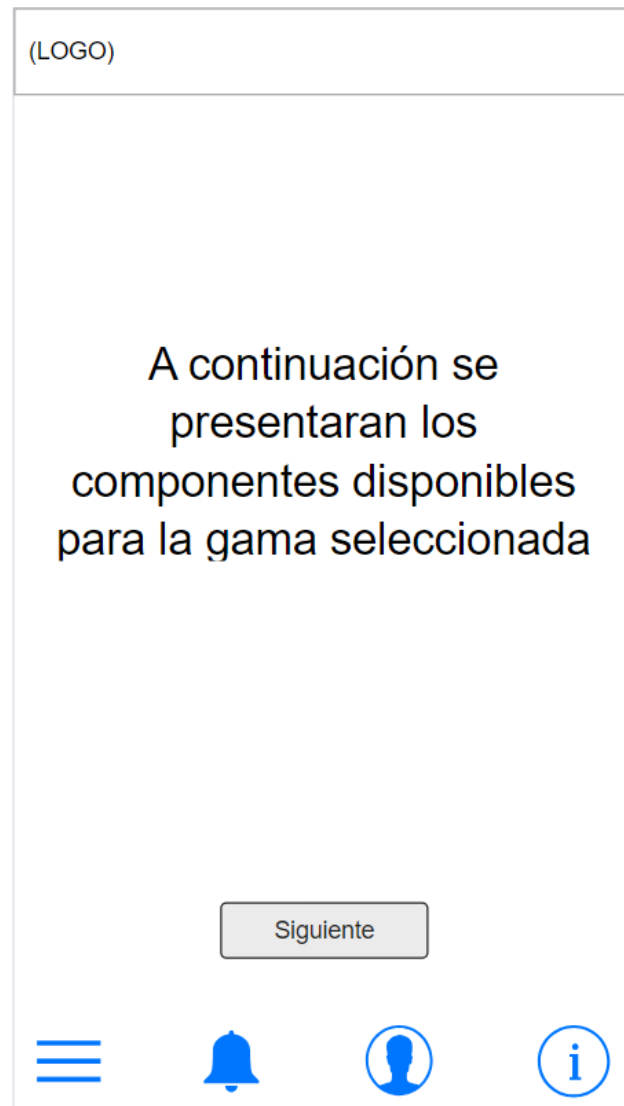 (LOGO)
A continuación se
presentaran los
componentes disponibles
para la gama seleccionada
Siguiente
i